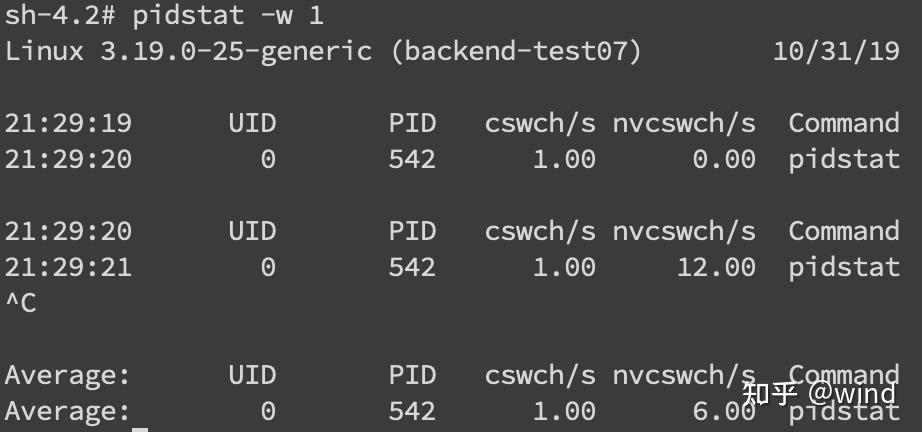 sh-4.2# pidstat -w 1
Linux 3.19.0-25-generic (backend-test07) 10/31/19
21:29:19 UID PID cswch/s nvcswch/s Command
21:29:20 0 542 1.00 0.00 pidstat
21:29:20 UID PID cswch/s nvcswch/s Command
21:29:21 0 542 1.00 12.00 pidstat
^C
Average: UID PID cswch/s nvcswch/s Command
Average: 0 542 1.00 6.00 pidstat
知乎 @wjnd